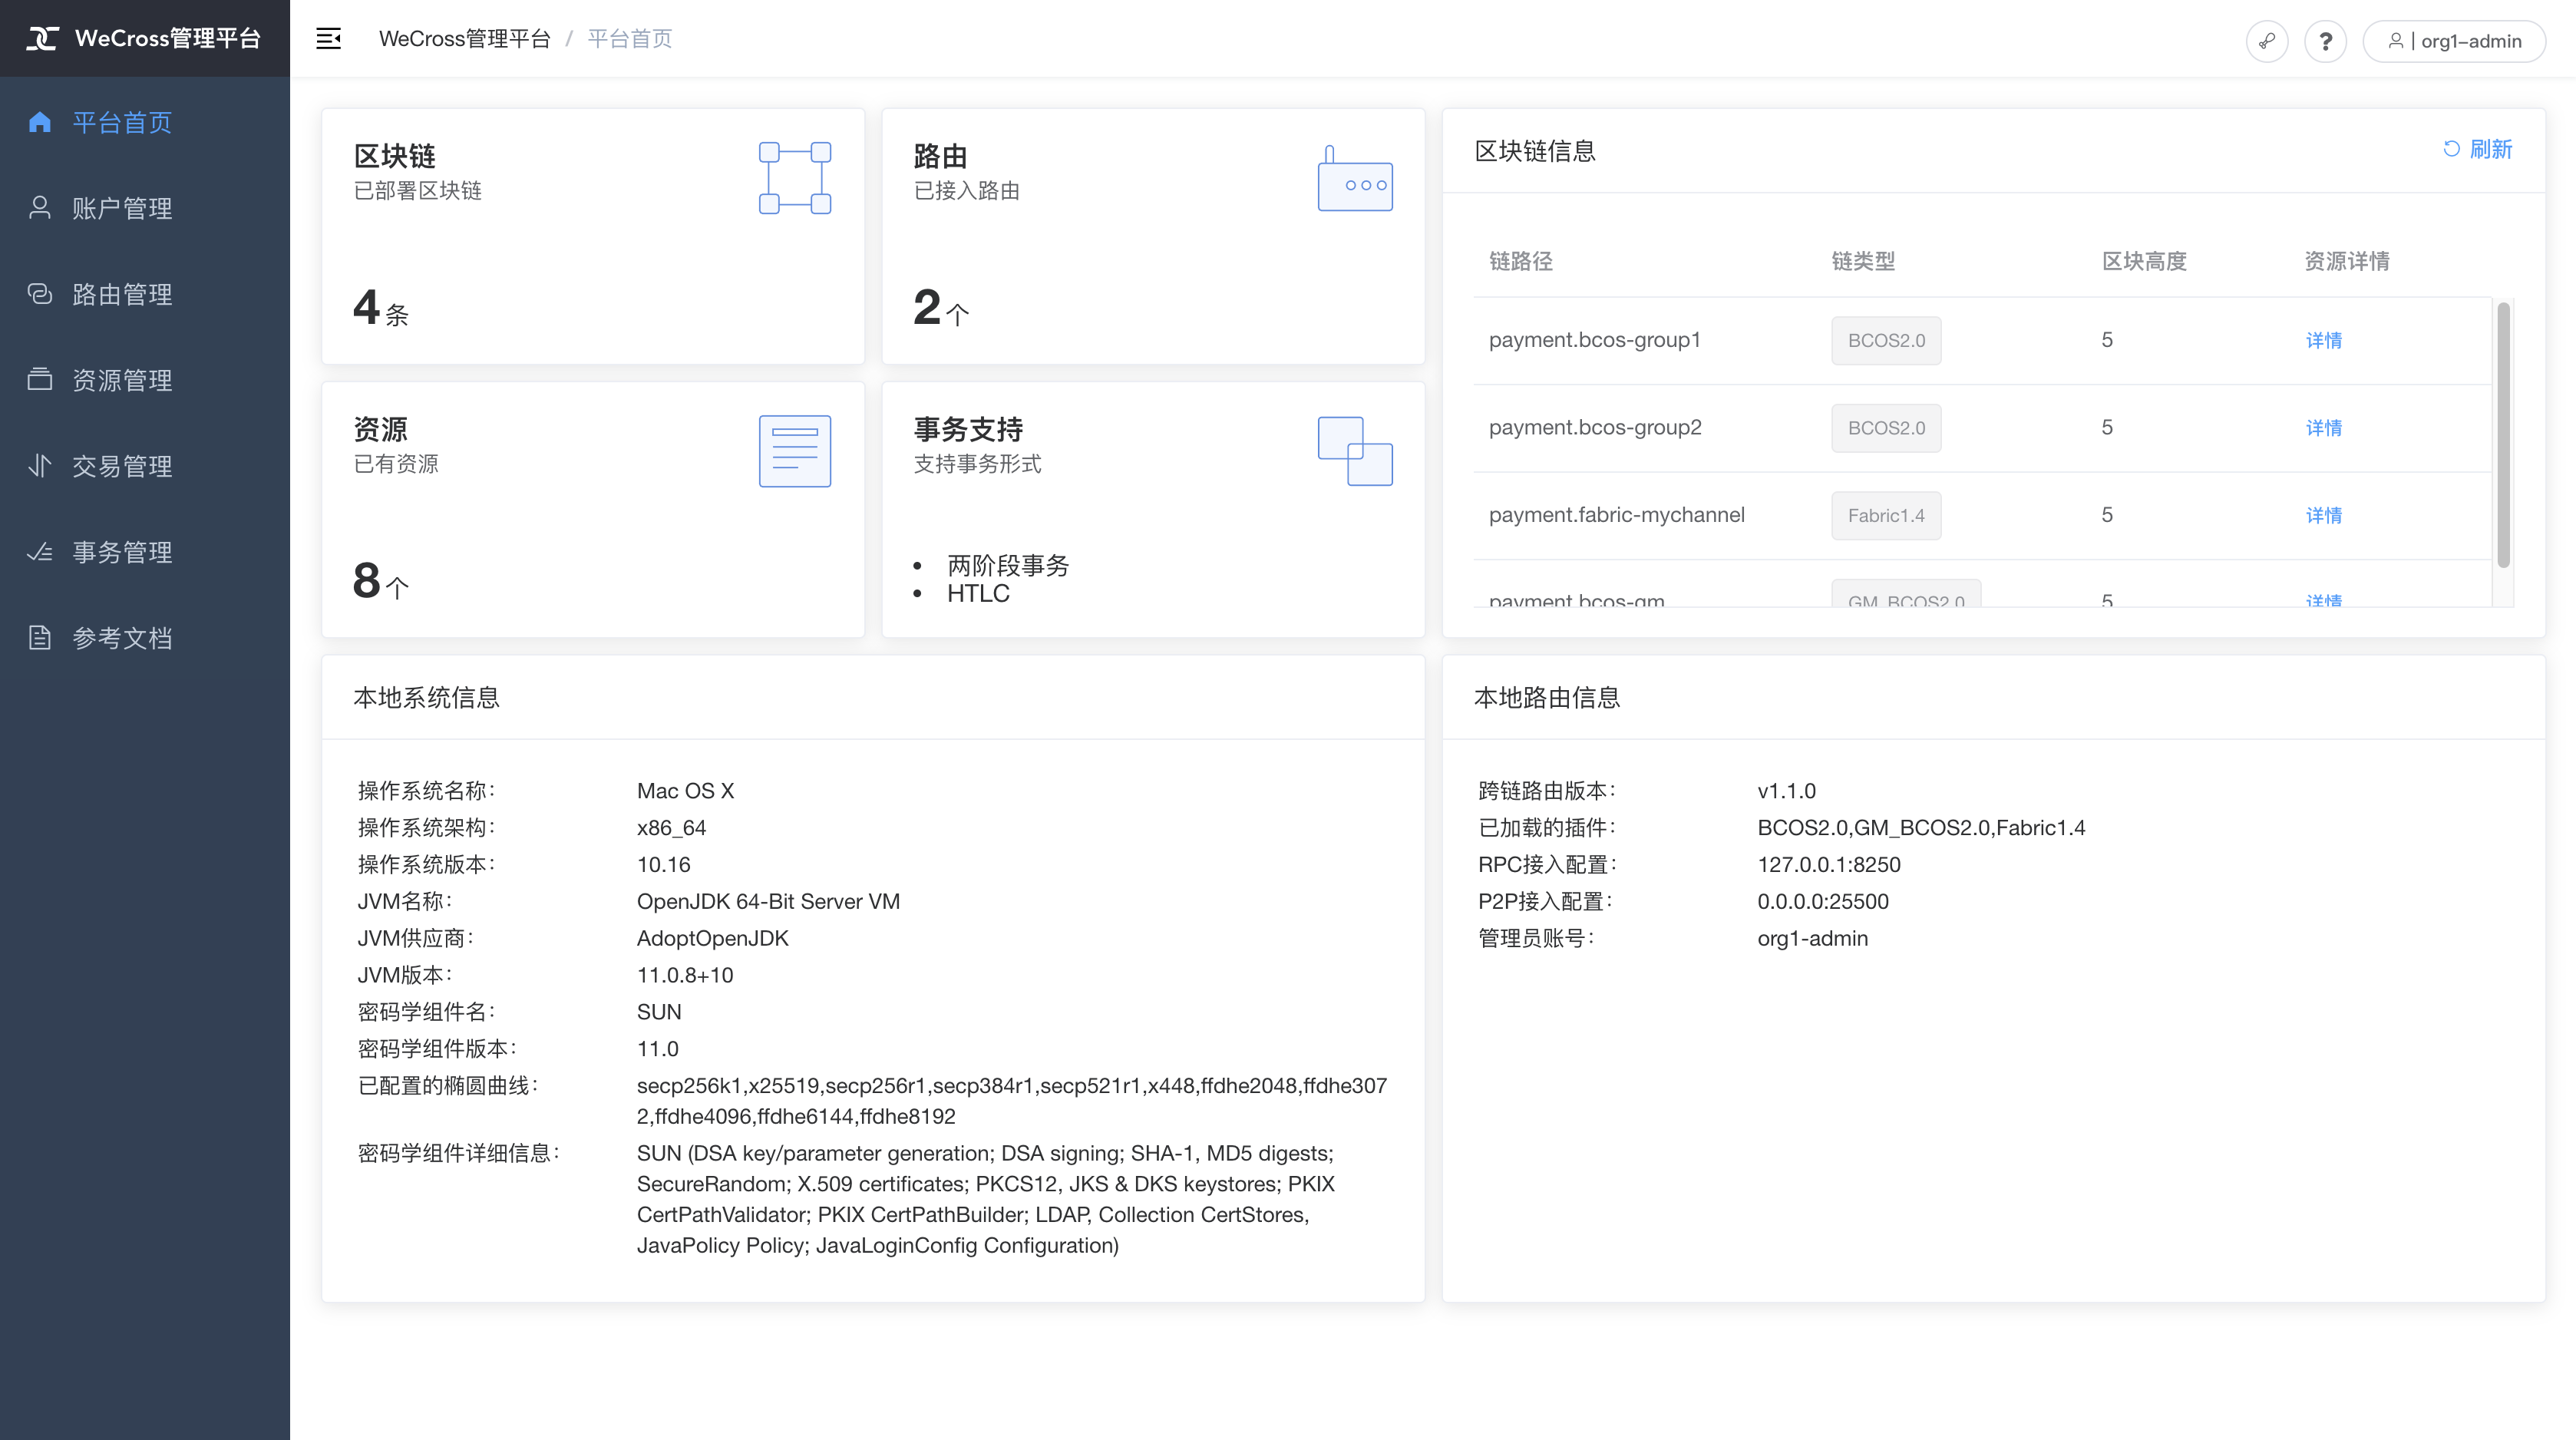 WeCross管理平台
WeCross管理平台 / 平台首页
? | org1-admin
平台首页
账户管理
路由管理
资源管理
交易管理
事务管理
参考文档
区块链
已部署区块链
4 条
路由
已接入路由
2 个
资源
已有资源
8 个
事务支持
支持事务形式
• 两阶段事务
• HTLC
区块链信息 刷新
链路径 链类型 区块高度 资源详情
payment.bcos-group1 BCOS2.0 5 详情
payment.bcos-group2 BCOS2.0 5 详情
payment.fabric-mychannel Fabric1.4 5 详情
payment.bcos-gm GM_BCOS2.0 5 详情
本地系统信息
操作系统名称： Mac OS X
操作系统架构： x86_64
操作系统版本： 10.16
JVM名称： OpenJDK 64-Bit Server VM
JVM供应商： AdoptOpenJDK
JVM版本： 11.0.8+10
密码学组件名： SUN
密码学组件版本： 11.0
已配置的椭圆曲线： secp256k1,x25519,secp256r1,secp384r1,secp521r1,x448,ffdhe2048,ffdhe307
2,ffdhe4096,ffdhe6144,ffdhe8192
密码学组件详细信息： SUN (DSA key/parameter generation; DSA signing; SHA-1, MD5 digests;
SecureRandom; X.509 certificates; PKCS12, JKS & DKS keystores; PKIX
CertPathValidator; PKIX CertPathBuilder; LDAP, Collection CertStores,
JavaPolicy Policy; JavaLoginConfig Configuration)
本地路由信息
跨链路由版本： v1.1.0
已加载的插件： BCOS2.0,GM_BCOS2.0,Fabric1.4
RPC接入配置： 127.0.0.1:8250
P2P接入配置： 0.0.0.0:25500
管理员账号： org1-admin